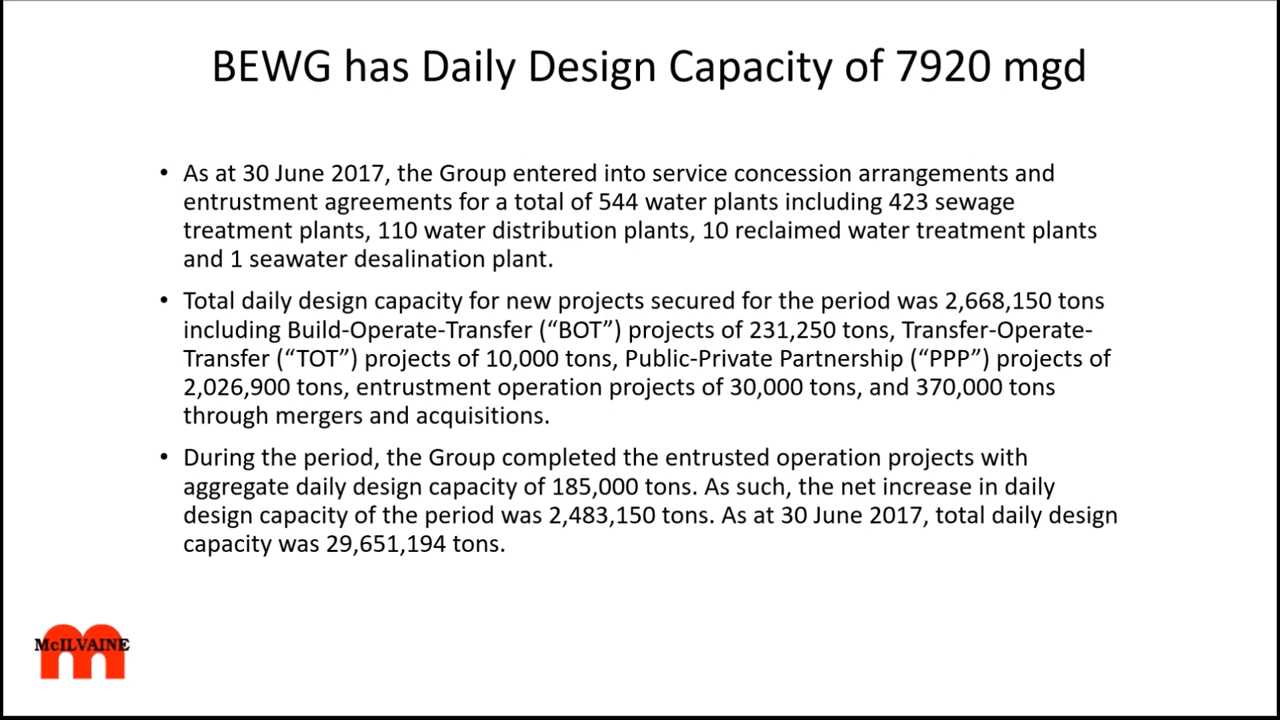 BEWG has Daily Design Capacity of 7920 mgd
• As at 30 June 2017, the Group entered into service concession arrangements and
entrustment agreements for a total of 544 water plants including 423 sewage
treatment plants, 110 water distribution plants, 10 reclaimed water treatment plants
and 1 seawater desalination plant.
• Total daily design capacity for new projects secured for the period was 2,668,150 tons
including Build-Operate-Transfer (“BOT”) projects of 231,250 tons, Transfer-Operate-
Transfer (“TOT”) projects of 10,000 tons, Public-Private Partnership (“PPP”) projects of
2,026,900 tons, entrustment operation projects of 30,000 tons, and 370,000 tons
through mergers and acquisitions.
• During the period, the Group completed the entrusted operation projects with
aggregate daily design capacity of 185,000 tons. As such, the net increase in daily
design capacity of the period was 2,483,150 tons. As at 30 June 2017, total daily design
capacity was 29,651,194 tons.
McILVAINE